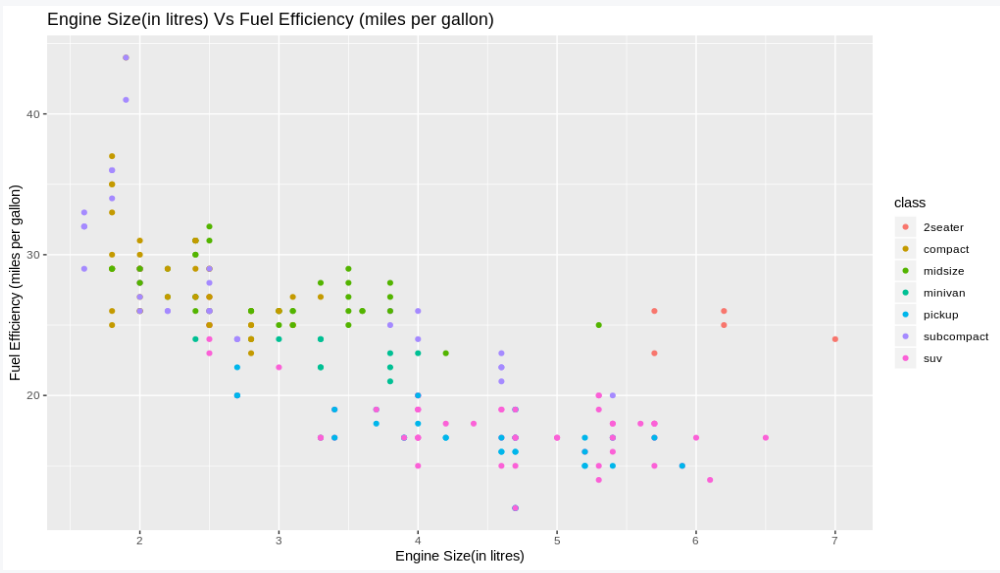 Engine Size(in litres) Vs Fuel Efficiency (miles per gallon)
Fuel Efficiency (miles per gallon)
40
30
20
2 3 4 5 6 7
Engine Size(in litres)
class
2seater
compact
midsize
minivan
pickup
subcompact
suv